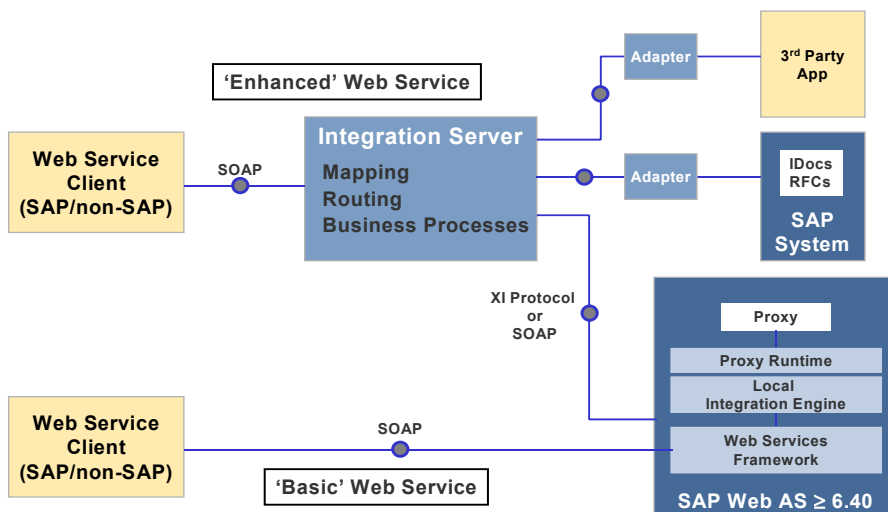 ‘Enhanced’ Web Service
Adapter
3rd Party
App
Web Service
Client
(SAP/non-SAP)
SOAP
Integration Server
Mapping
Routing
Business Processes
Adapter
IDocs
RFCs
SAP
System
XI Protocol
or
SOAP
Proxy
Proxy Runtime
Local
Integration Engine
Web Services
Framework
SAP Web AS ≥ 6.40
Web Service
Client
(SAP/non-SAP)
SOAP
‘Basic’ Web Service